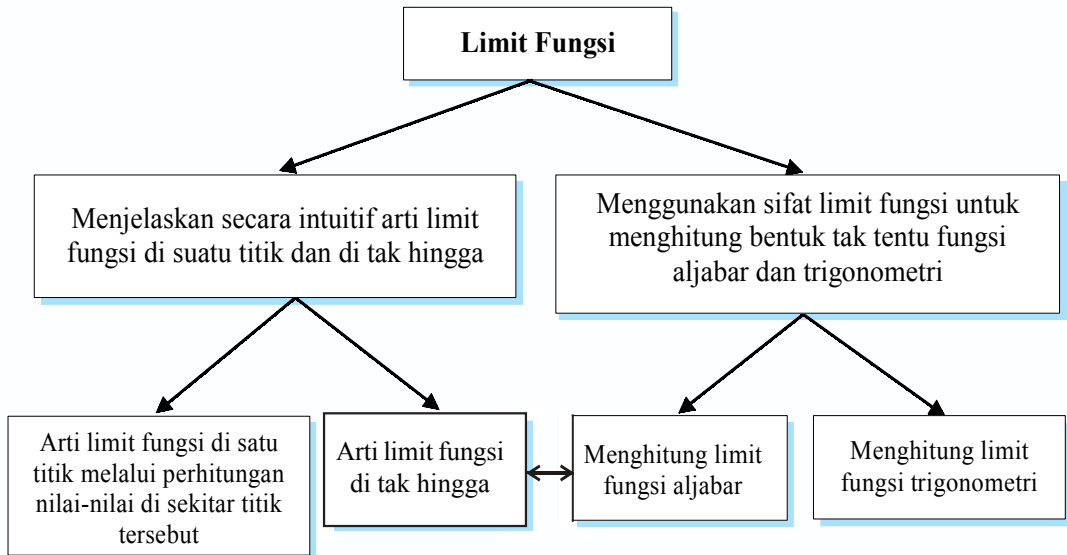 Limit Fungsi
Menjelaskan secara intuitif arti limit
fungsi di suatu titik dan di tak hingga
Menggunakan sifat limit fungsi untuk
menghitung bentuk tak tentu fungsi
aljabar dan trigonometri
Arti limit fungsi di satu
titik melalui perhitungan
nilai-nilai di sekitar titik
tersebut
Arti limit fungsi
di tak hingga
Menghitung limit
fungsi aljabar
Menghitung limit
fungsi trigonometri